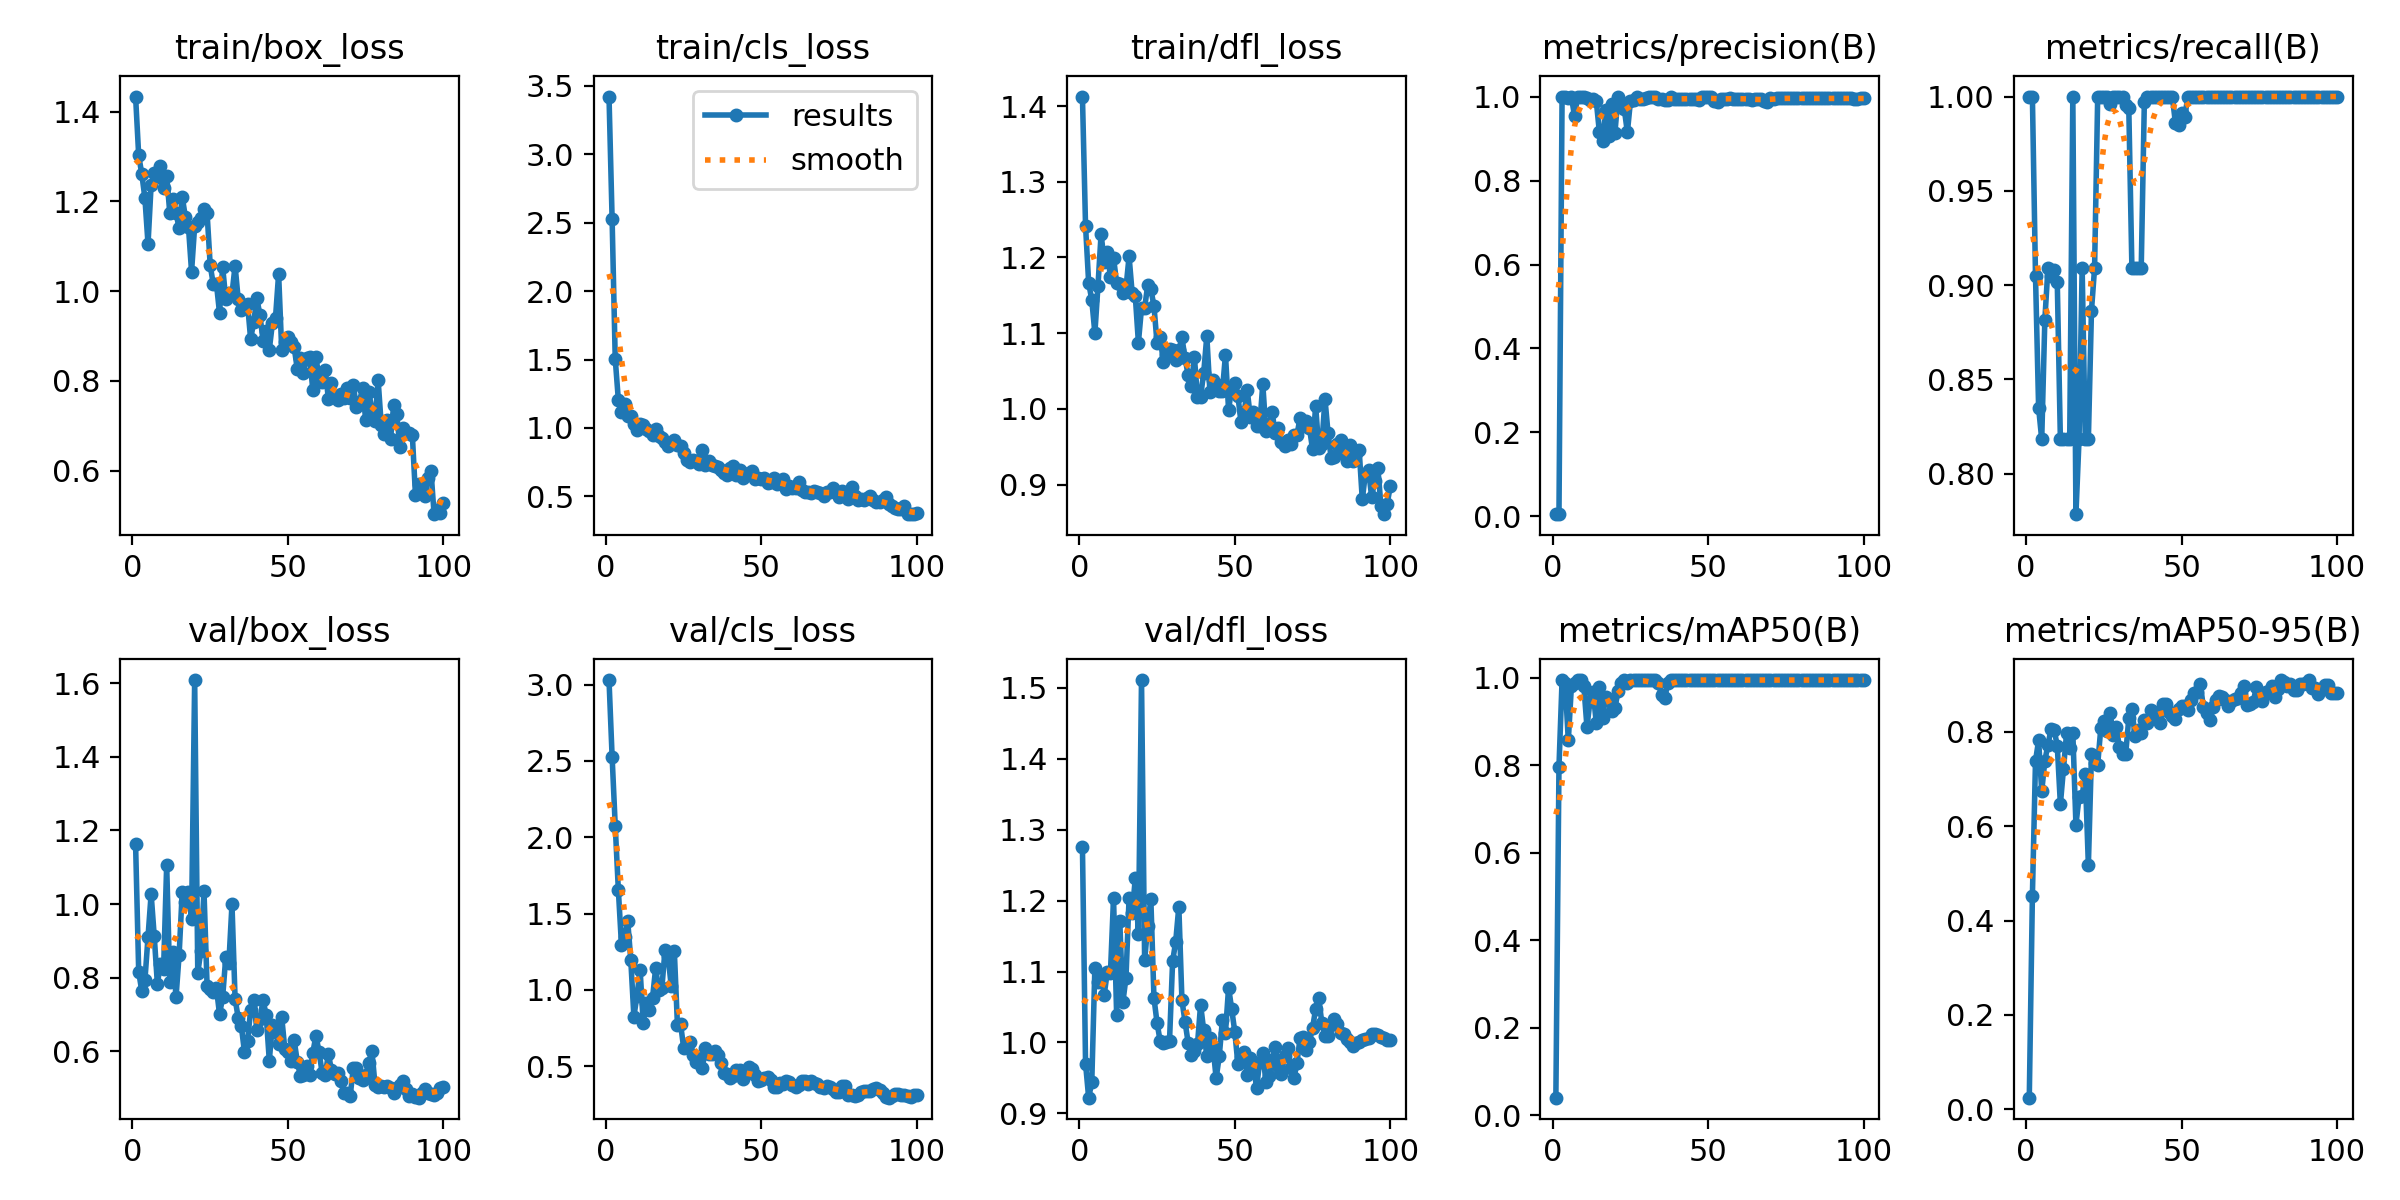 train/box_loss
1.4
1.2
1.0
0.8
0.6
0 50 100
train/cls_loss
results
smooth
3.5
3.0
2.5
2.0
1.5
1.0
0.5
0 50 100
train/dfl_loss
1.4
1.3
1.2
1.1
1.0
0.9
0 50 100
metrics/precision(B)
1.0
0.8
0.6
0.4
0.2
0.0
0 50 100
metrics/recall(B)
1.00
0.95
0.90
0.85
0.80
0 50 100
val/box_loss
1.6
1.4
1.2
1.0
0.8
0.6
0 50 100
val/cls_loss
3.0
2.5
2.0
1.5
1.0
0.5
0 50 100
val/dfl_loss
1.5
1.4
1.3
1.2
1.1
1.0
0.9
0 50 100
metrics/mAP50(B)
1.0
0.8
0.6
0.4
0.2
0.0
0 50 100
metrics/mAP50-95(B)
0.8
0.6
0.4
0.2
0.0
0 50 100